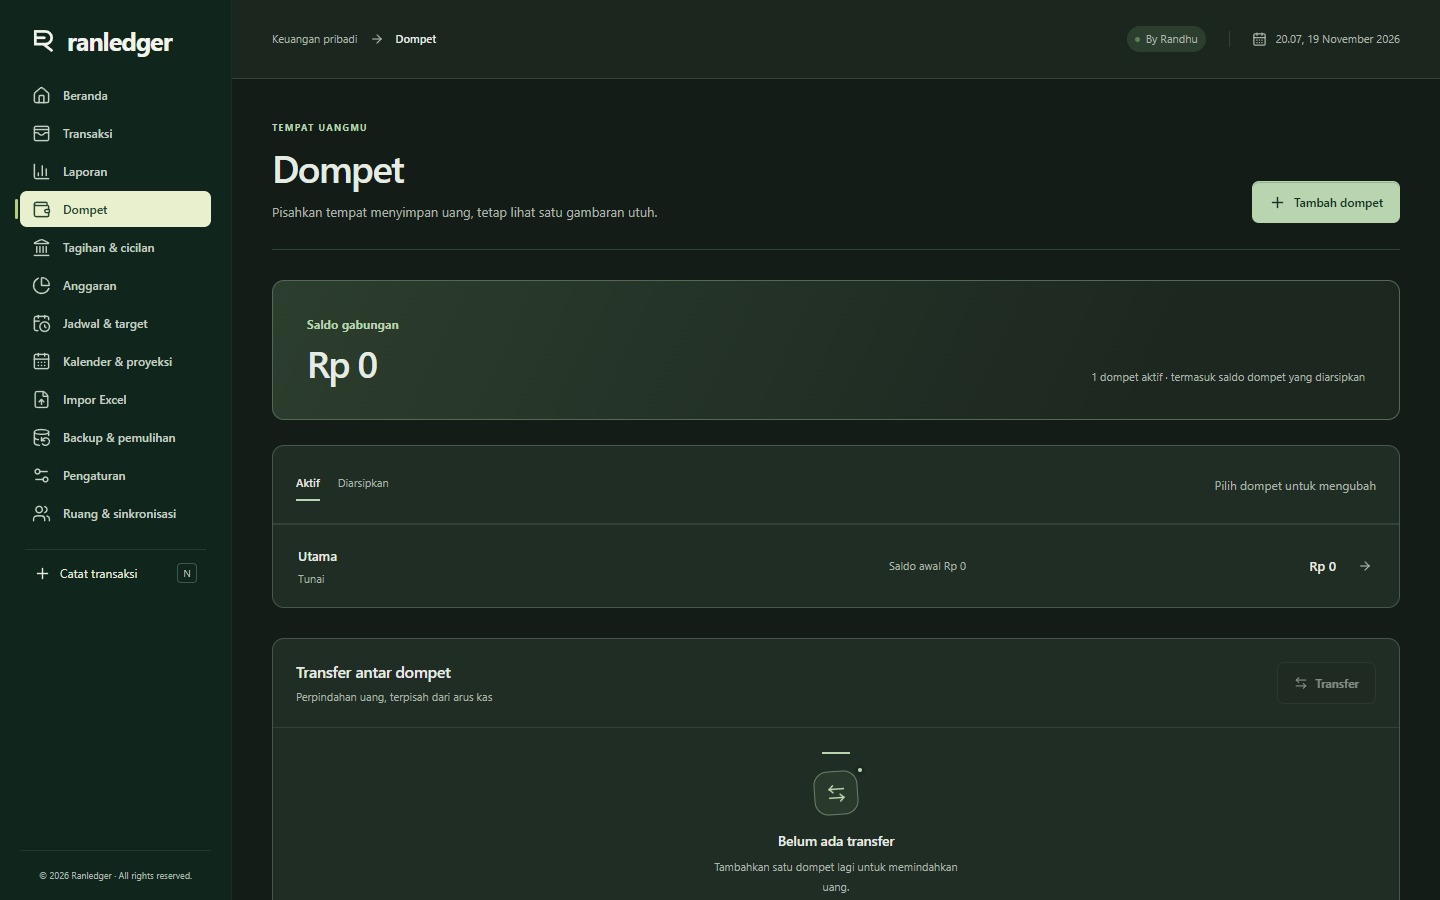 ranledger
Beranda
Transaksi
Laporan
Dompet
Tagihan & cicilan
Anggaran
Jadwal & target
Kalender & proyeksi
Impor Excel
Backup & pemulihan
Pengaturan
Ruang & sinkronisasi
Catat transaksi N
© 2026 Ranledger · All rights reserved.
Keuangan pribadi → Dompet
By Randhu
20.07, 19 November 2026
TEMPAT UANGMU
Dompet
Pisahkan tempat menyimpan uang, tetap lihat satu gambaran utuh.
Tambah dompet
Saldo gabungan
Rp 0
1 dompet aktif · termasuk saldo dompet yang diarsipkan
Aktif Diarsipkan
Pilih dompet untuk mengubah
Utama
Tunai
Saldo awal Rp 0
Rp 0
Transfer antar dompet
Perpindahan uang, terpisah dari arus kas
Transfer
Belum ada transfer
Tambahkan satu dompet lagi untuk memindahkan
uang.